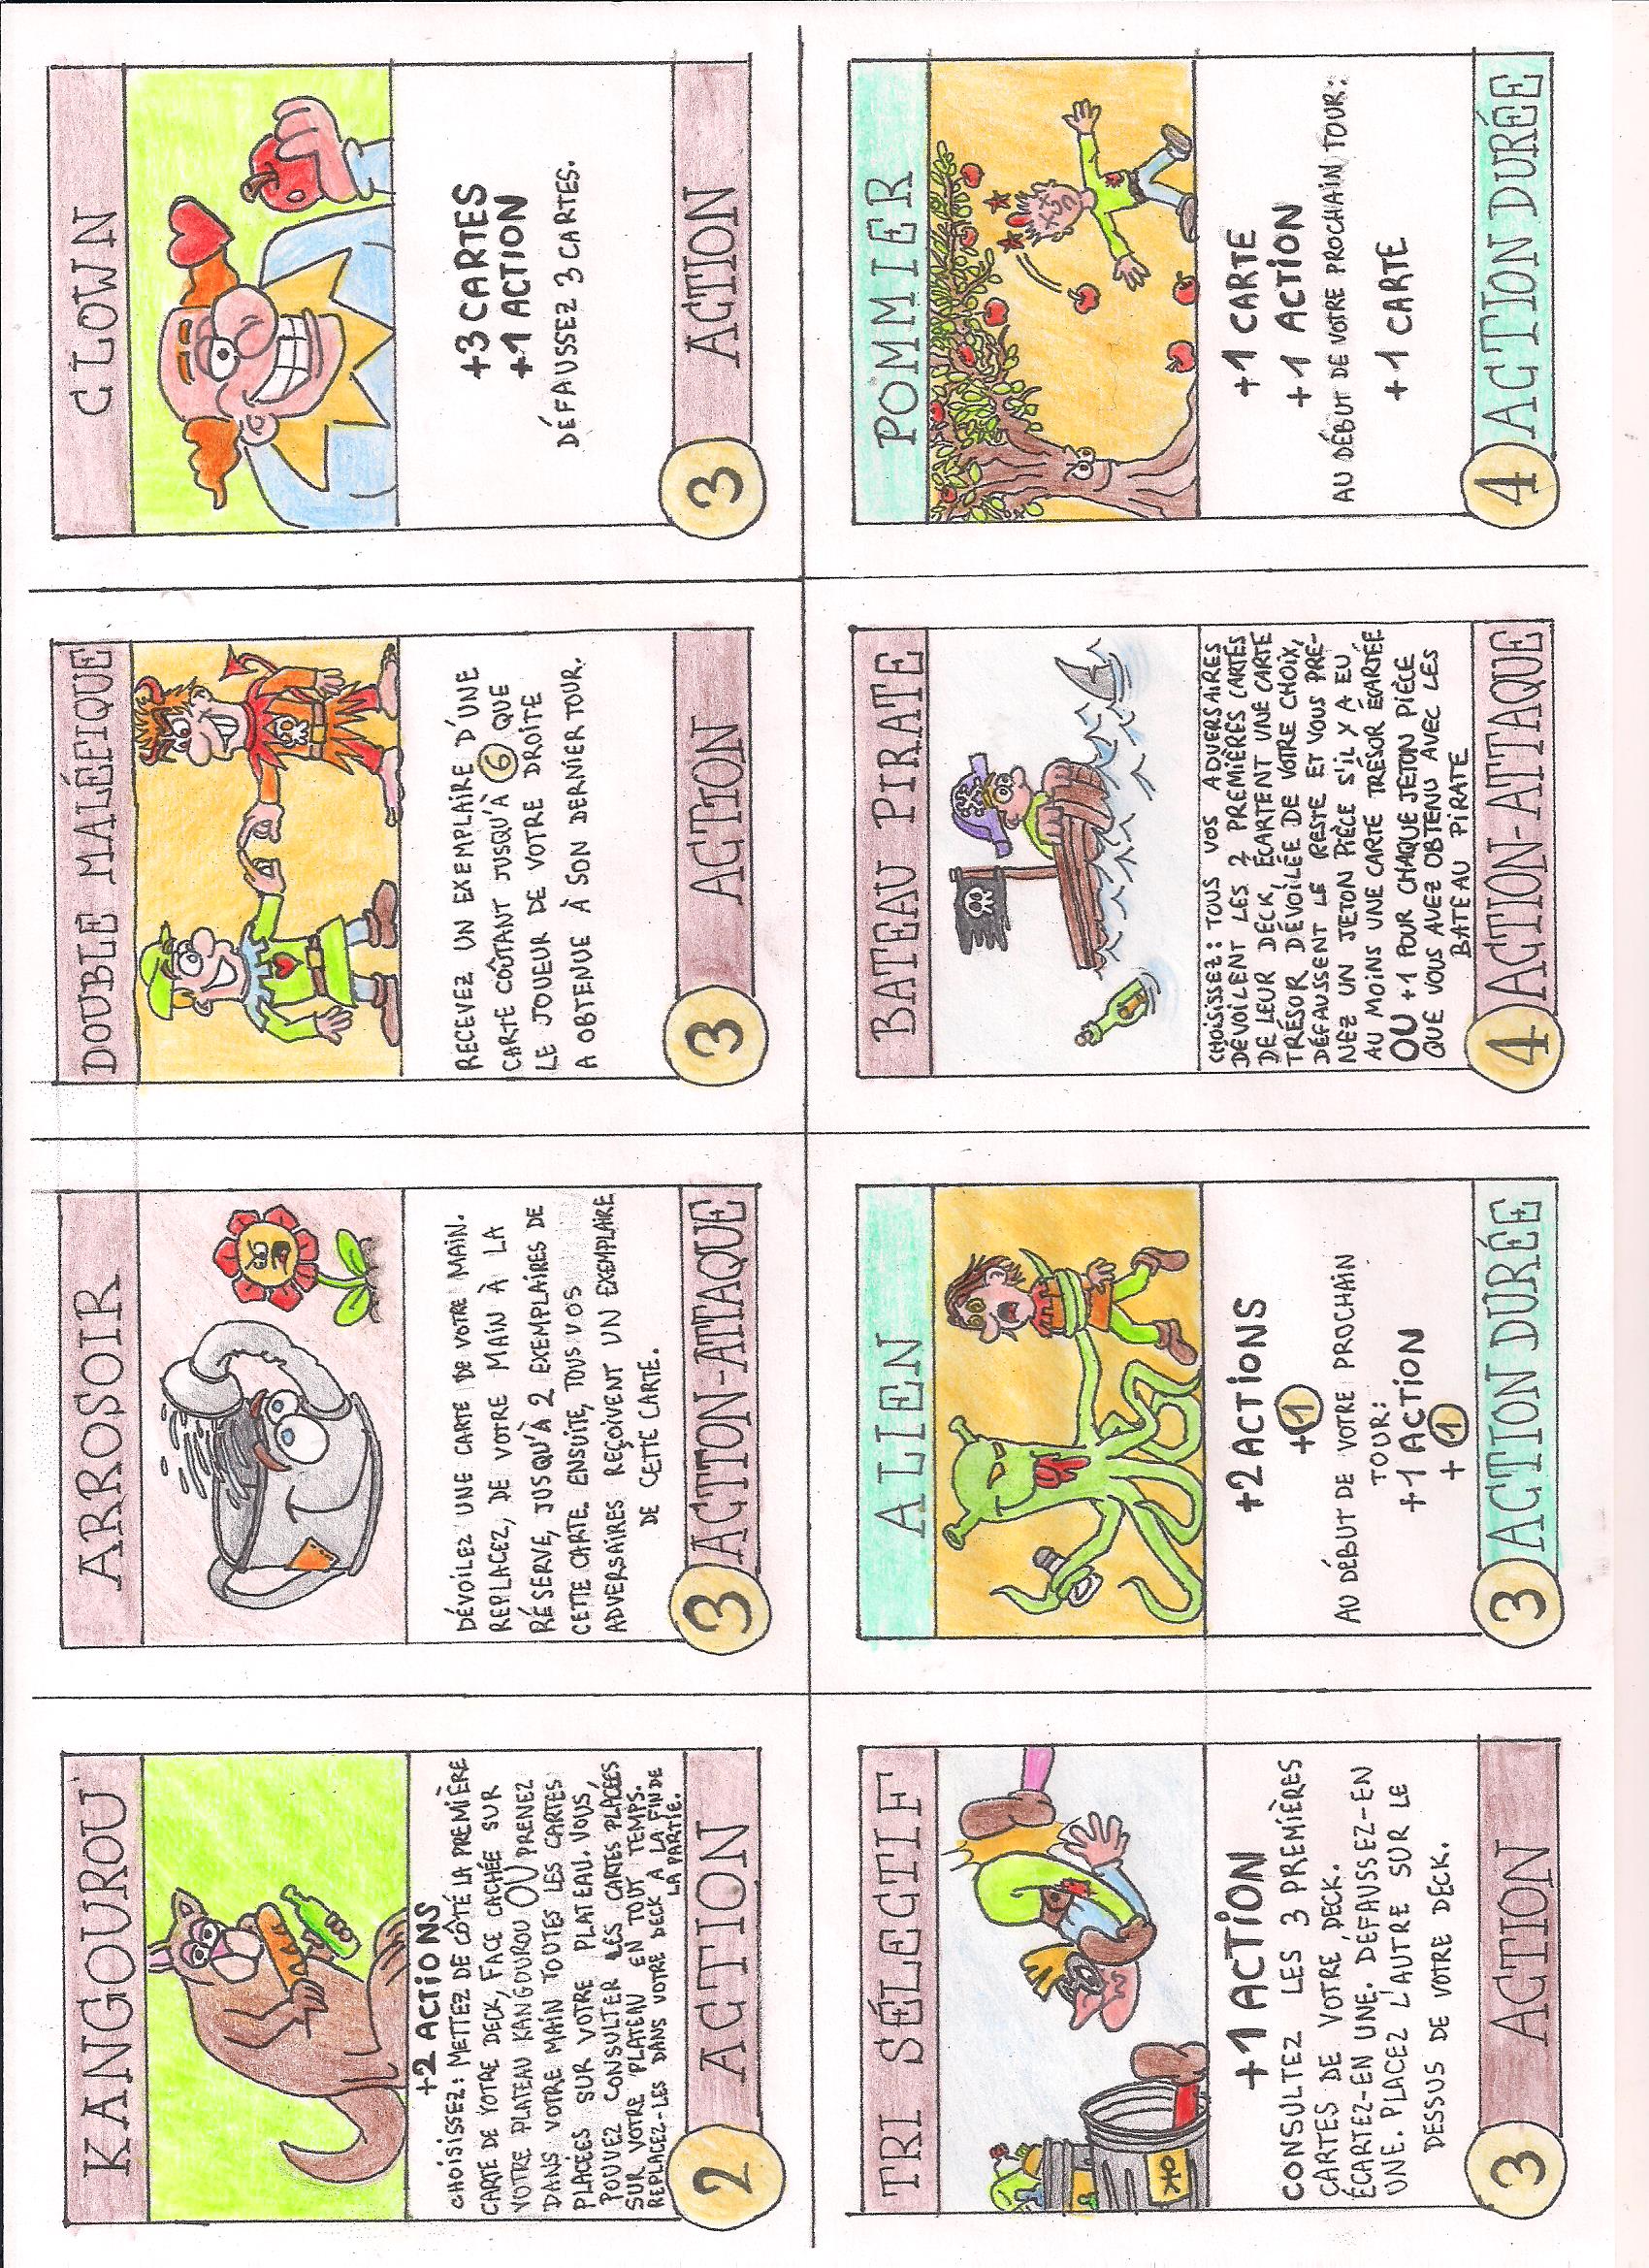 KANGOUROU
+2 ACTIONS
CHOISISSEZ: METTEZ DE CÔTÉ LA PREMIÈRE
CARTE DE VOTRE DECK, FACE CACHÉE SUR
VOTRE PLATEAU KANGOUROU OU PRENEZ
DANS VOTRE MAIN TOUTES LES CARTES
PLACÉES SUR VOTRE PLATEAU. VOUS
POUVEZ CONSULTER LES CARTES PLACÉES
SUR VOTRE PLATEAU EN TOUT TEMPS.
REPLACEZ-LES DANS VOTRE DECK À LA FIN DE
LA PARTIE.
2 ACTION
ARROSOIR
DÉVOILEZ UNE CARTE DE VOTRE MAIN.
REPLACEZ, DE VOTRE MAIN À LA
RÉSERVE, JUSQU'À 2 EXEMPLAIRES DE
CETTE CARTE. ENSUITE, TOUS VOS
ADVERSAIRES REÇOIVENT UN EXEMPLAIRE
DE CETTE CARTE.
3 ACTION-ATTAQUE
DOUBLE MALÉFIQUE
RECEVEZ UN EXEMPLAIRE D'UNE
CARTE COÛTANT JUSQU'À 6 QUE
LE JOUEUR DE VOTRE DROITE
A OBTENUE À SON DERNIER TOUR.
3 ACTION
CLOWN
+3 CARTES
+1 ACTION
DÉFAUSSEZ 3 CARTES.
3 ACTION
TRI SÉLECTIF
+1 ACTION
CONSULTEZ LES 3 PREMIÈRES
CARTES DE VOTRE DECK.
ÉCARTEZ-EN UNE. DÉFAUSSEZ-EN
UNE. PLACEZ L'AUTRE SUR LE
DESSUS DE VOTRE DECK.
3 ACTION
ALIEN
+2 ACTIONS
+1
AU DÉBUT DE VOTRE PROCHAIN
TOUR:
+1 ACTION
+1
3 ACTION DURÉE
BATEAU PIRATE
CHOISISSEZ: TOUS VOS ADVERSAIRES
DÉVOILENT LES 2 PREMIÈRES CARTES
DE LEUR DECK, ÉCARTENT UNE CARTE
TRÉSOR DÉVOILÉE DE VOTRE CHOIX,
DÉFAUSSENT LE RESTE ET VOUS PRE-
NEZ UN JETON PIÈCE S'IL Y A EU
AU MOINS UNE CARTE TRÉSOR ÉCARTÉE
OU +1 POUR CHAQUE JETON PIÈCE
QUE VOUS AVEZ OBTENU AVEC LES
BATEAU PIRATE
4 ACTION-ATTAQUE
POMMIER
+1 CARTE
+1 ACTION
AU DÉBUT DE VOTRE PROCHAIN TOUR:
+1 CARTE
4 ACTION DURÉE